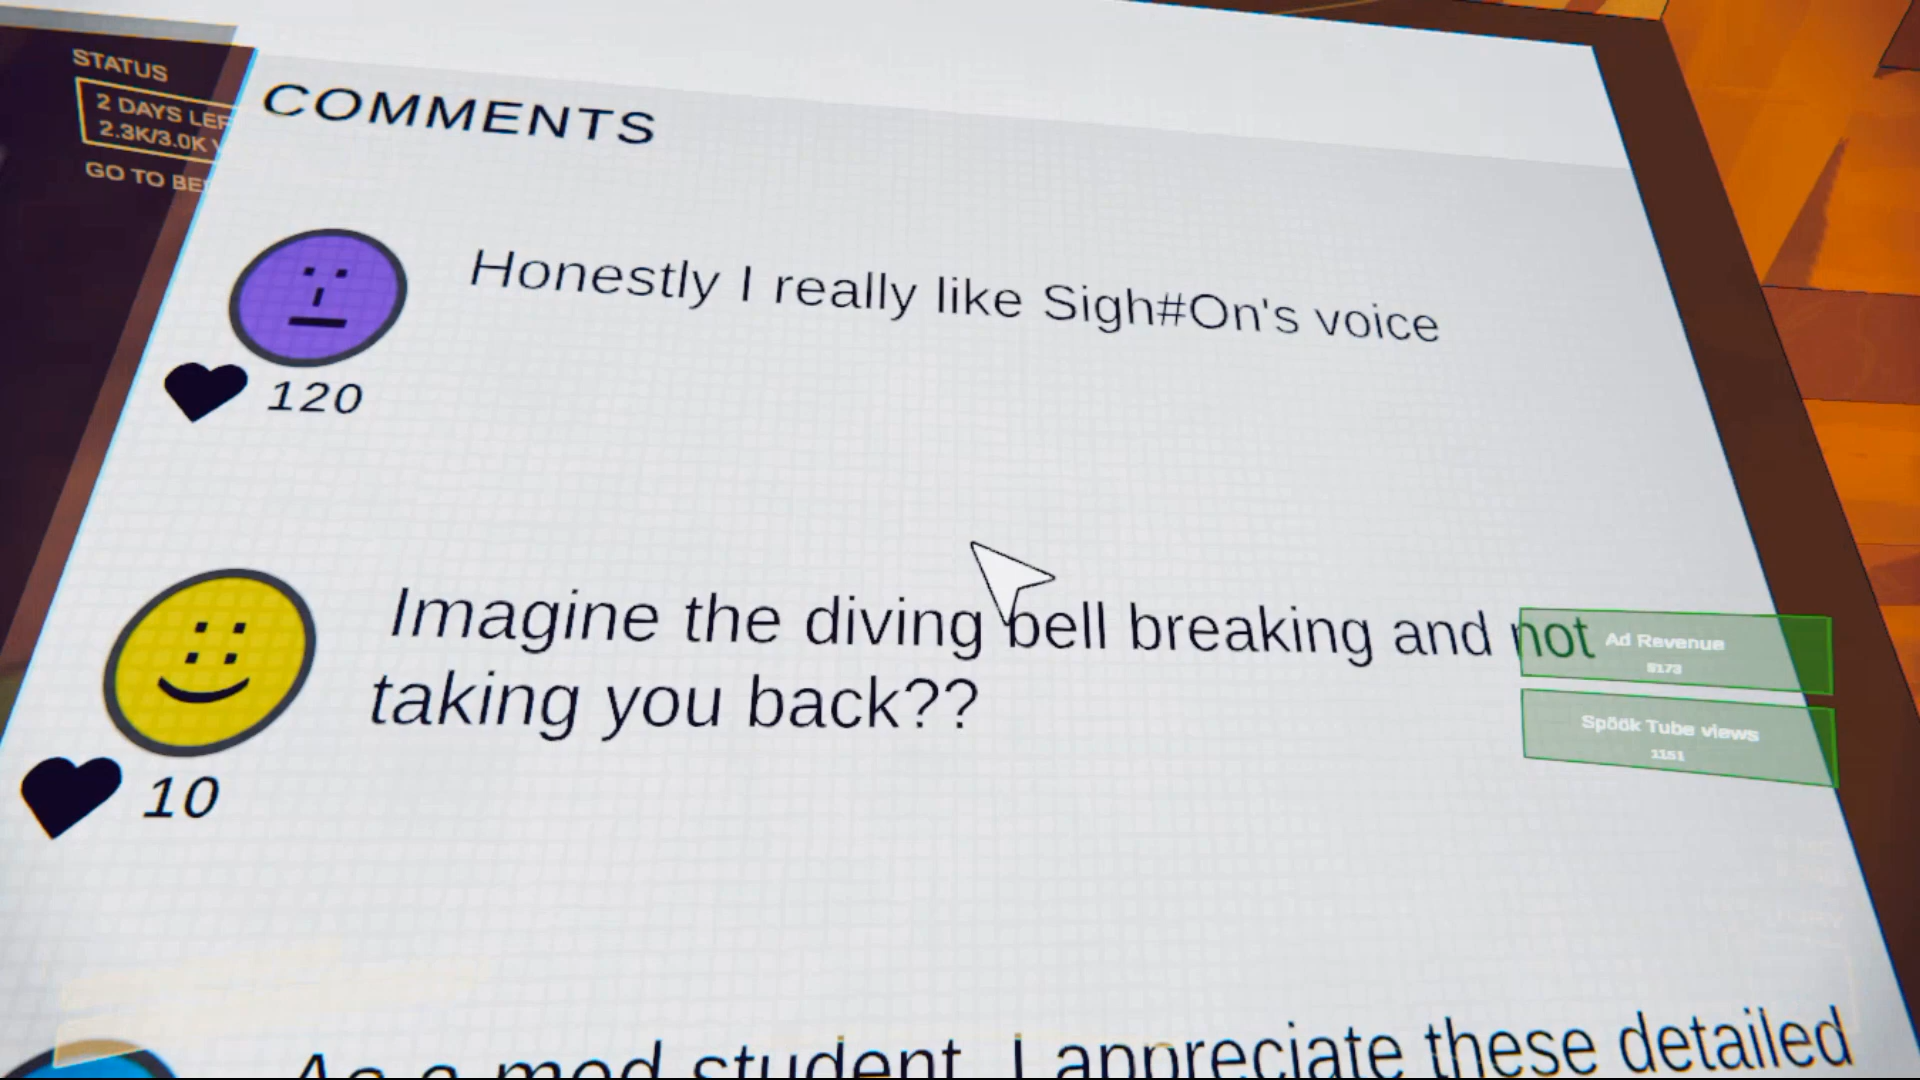 STATUS
2 DAYS LEF
2.3K/3.0K V
GO TO BE
COMMENTS
Honestly I really like Sigh#On's voice
120
Imagine the diving bell breaking and not
taking you back??
10
Ad Revenue
$173
Spöök Tube views
1151
As a med student, I appreciate these detailed